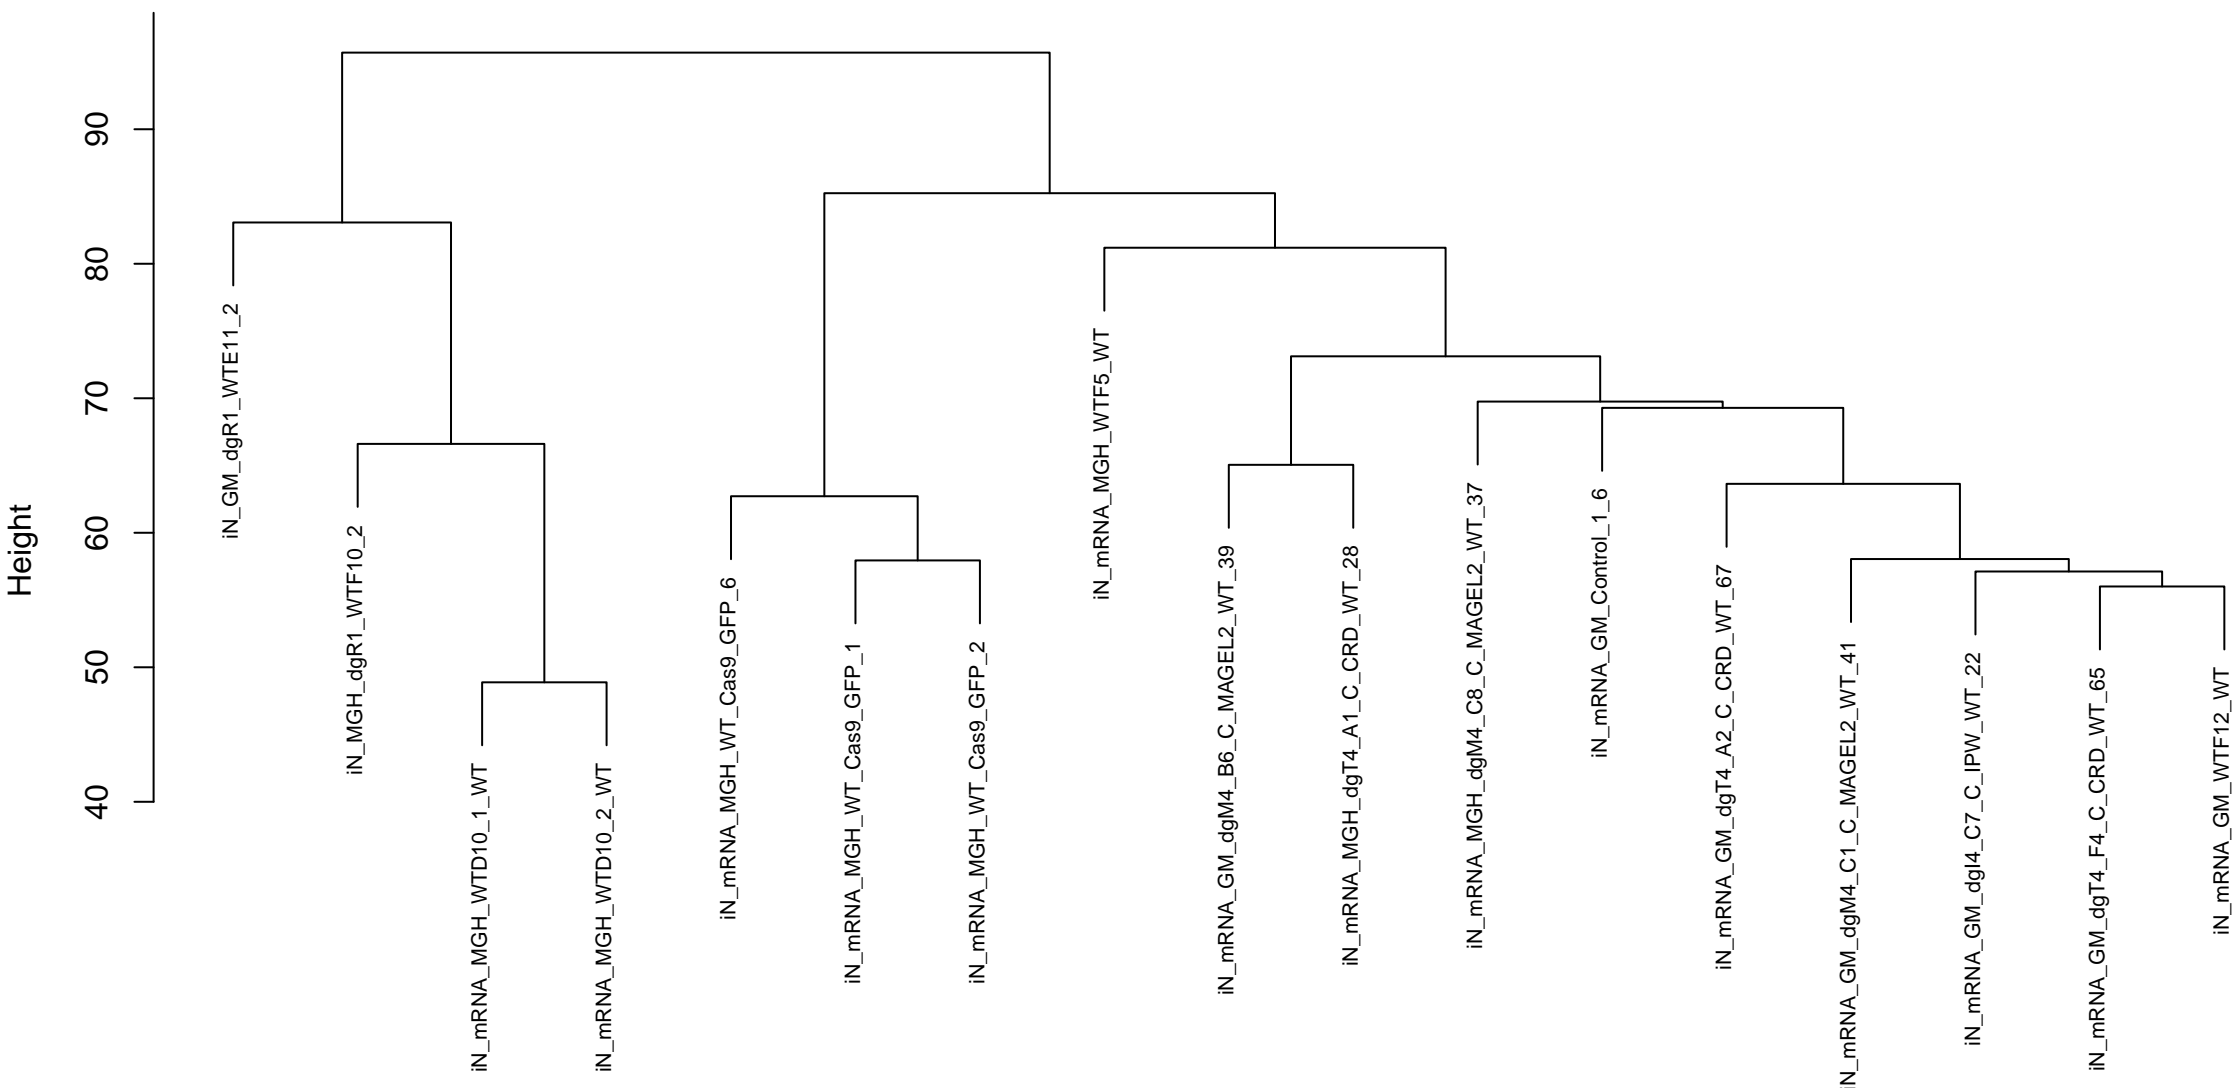 Height
90
80
70
60
50
40
iN_GM_dgR1_WTE11_2
iN_MGH_dgR1_WTF10_2
iN_mRNA_MGH_WTD10_1_WT
iN_mRNA_MGH_WTD10_2_WT
iN_mRNA_MGH_WT_Cas9_GFP_6
iN_mRNA_MGH_WT_Cas9_GFP_1
iN_mRNA_MGH_WT_Cas9_GFP_2
iN_mRNA_MGH_WTF5_WT
iN_mRNA_GM_dgM4_B6_C_MAGEL2_WT_39
iN_mRNA_MGH_dgT4_A1_C_CRD_WT_28
iN_mRNA_MGH_dgM4_C8_C_MAGEL2_WT_37
iN_mRNA_GM_Control_1_6
iN_mRNA_GM_dgT4_A2_C_CRD_WT_67
iN_mRNA_GM_dgM4_C1_C_MAGEL2_WT_41
iN_mRNA_GM_dgI4_C7_C_IPW_WT_22
iN_mRNA_GM_dgT4_F4_C_CRD_WT_65
iN_mRNA_GM_WTF12_WT